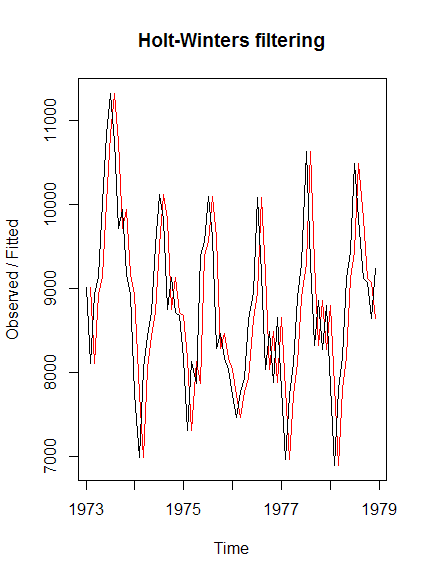 Holt-Winters filtering
Observed / Fitted
11000
10000
9000
8000
7000
1973 1975 1977 1979
Time